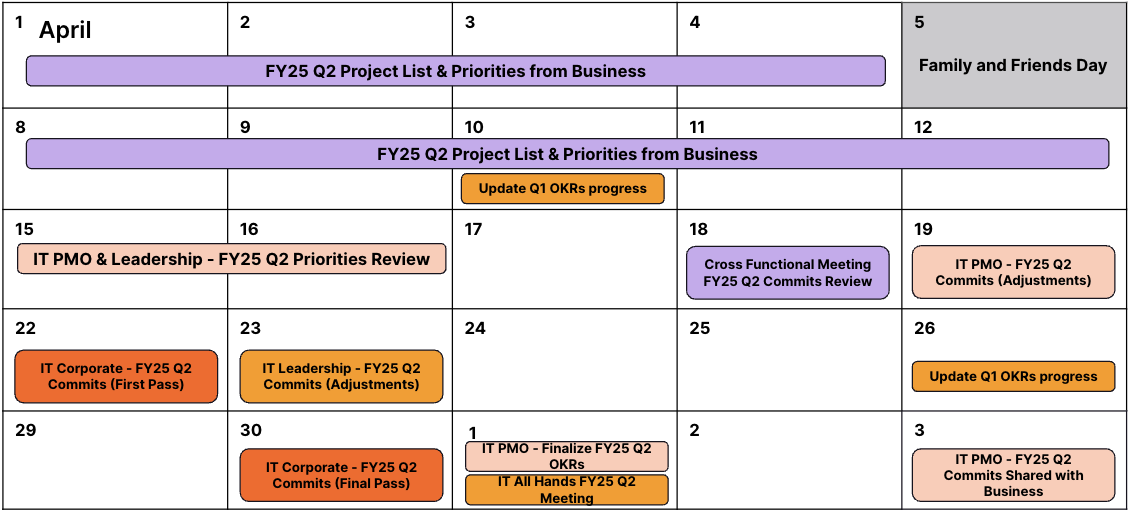 1 April
2
3
4
5
FY25 Q2 Project List & Priorities from Business
Family and Friends Day
8
9
10
11
12
FY25 Q2 Project List & Priorities from Business
Update Q1 OKRs progress
15
16
17
18
19
IT PMO & Leadership - FY25 Q2 Priorities Review
Cross Functional Meeting
FY25 Q2 Commits Review
IT PMO - FY25 Q2
Commits (Adjustments)
22
23
24
25
26
IT Corporate - FY25 Q2
Commits (First Pass)
IT Leadership - FY25 Q2
Commits (Adjustments)
Update Q1 OKRs progress
29
30
1
2
3
IT Corporate - FY25 Q2
Commits (Final Pass)
IT PMO - Finalize FY25 Q2
OKRs
IT All Hands FY25 Q2
Meeting
IT PMO - FY25 Q2
Commits Shared with
Business